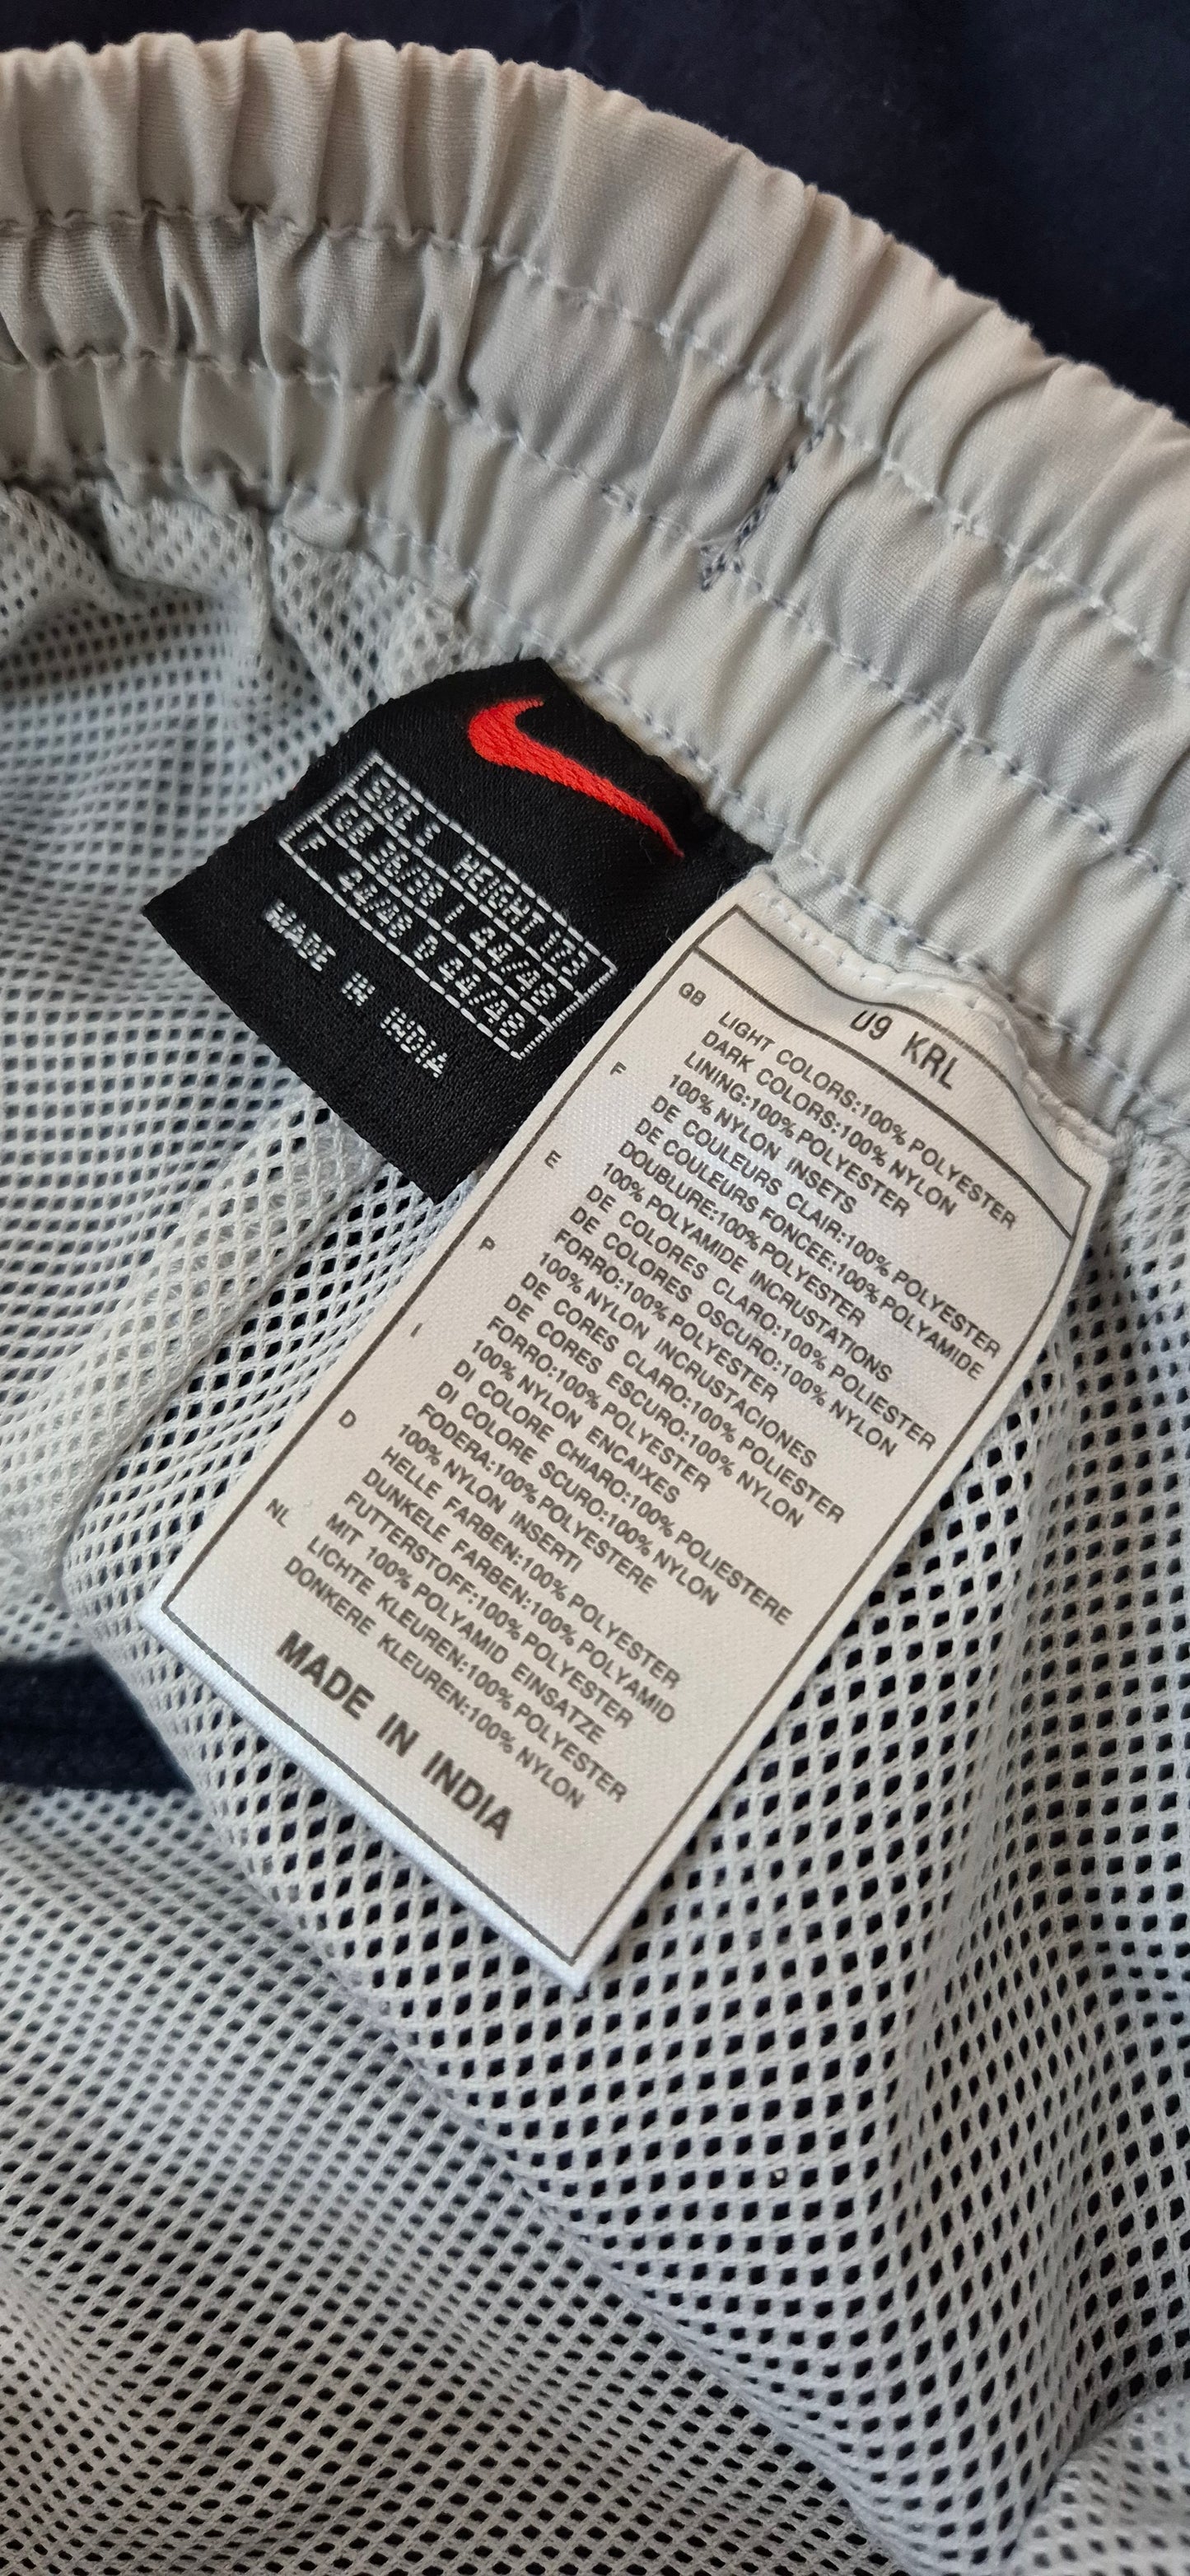 SIZE S HEIGHT 173
GB 36/38 I 44/46
F 44/46 D 44/46
MADE IN INDIA
09 KRL
GB LIGHT COLORS:100% POLYESTER
DARK COLORS:100% NYLON
LINING:100% POLYESTER
100% NYLON INSETS
F DE COULEURS CLAIR:100% POLYESTER
DE COULEURS FONCEE:100% POLYAMIDE
DOUBLURE:100% POLYESTER
100% POLYAMIDE INCRUSTATIONS
E DE COLORES CLARO:100% POLIESTER
DE COLORES OSCURO:100% NYLON
FORRO:100% POLYESTER
100% NYLON INCRUSTACIONES
P DE CORES CLARO:100% POLIESTER
DE CORES ESCURO:100% NYLON
FORRO:100% POLYESTER
100% NYLON ENCAIXES
I DI COLORE CHIARO:100% POLIESTERE
DI COLORE SCURO:100% NYLON
FODERA:100% POLYESTERE
100% NYLON INSERTI
D HELLE FARBEN:100% POLYESTER
DUNKELE FARBEN:100% POLYAMID
FUTTERSTOFF:100% POLYESTER
MIT 100% POLYAMID EINSATZE
NL LICHTE KLEUREN:100% POLYESTER
DONKERE KLEUREN:100% NYLON
MADE IN INDIA